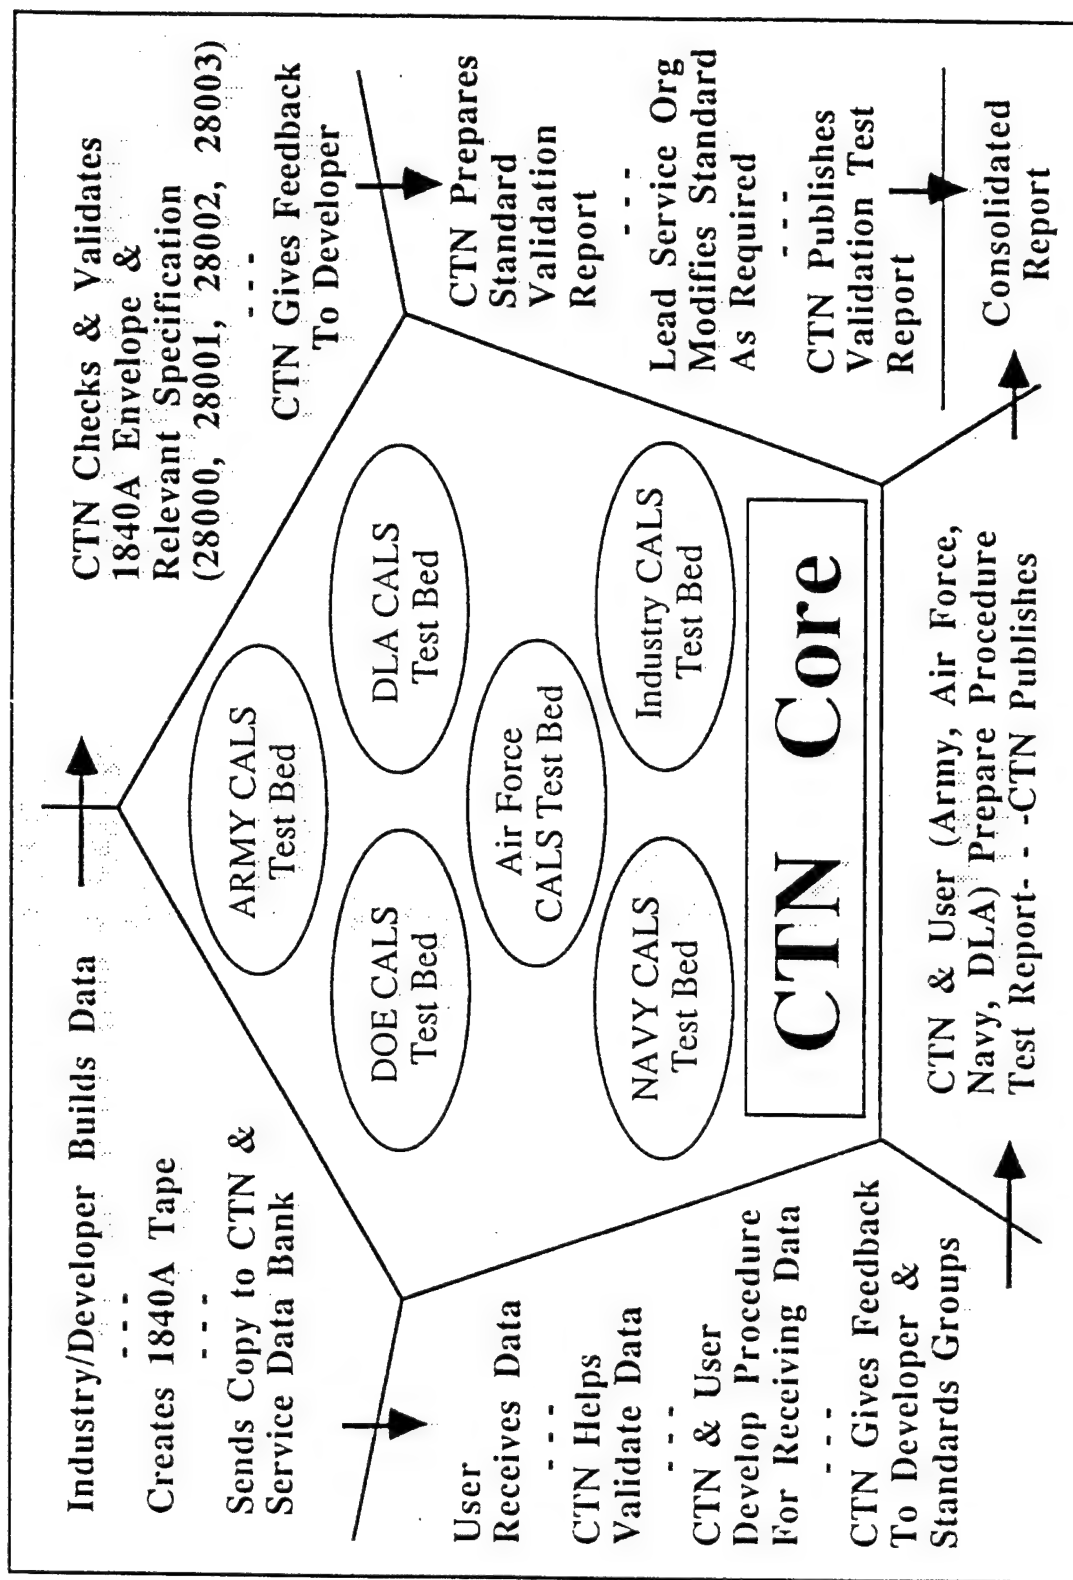 Industry/Developer Builds Data
- - -
Creates 1840A Tape
- - -
Sends Copy to CTN &
Service Data Bank
CTN Checks & Validates
1840A Envelope &
Relevant Specification
(28000, 28001, 28002, 28003)
- - -
CTN Gives Feedback
To Developer
ARMY CALS
Test Bed
DOE CALS
Test Bed
DLA CALS
Test Bed
Air Force
CALS Test Bed
NAVY CALS
Test Bed
Industry CALS
Test Bed
CTN Core
User
Receives Data
- - -
CTN Helps
Validate Data
- - -
CTN & User
Develop Procedure
For Receiving Data
- - -
CTN Gives Feedback
To Developer &
Standards Groups
CTN Prepares
Standard
Validation
Report
- - -
Lead Service Org
Modifies Standard
As Required
- - -
CTN Publishes
Validation Test
Report
CTN & User (Army, Air Force,
Navy, DLA) Prepare Procedure
Test Report- - -CTN Publishes
Consolidated
Report